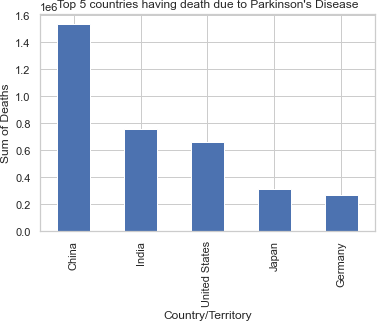 Top 5 countries having death due to Parkinson's Disease
1e6
1.6
1.4
1.2
1.0
0.8
0.6
0.4
0.2
0.0
Sum of Deaths
China
India
United States
Japan
Germany
Country/Territory